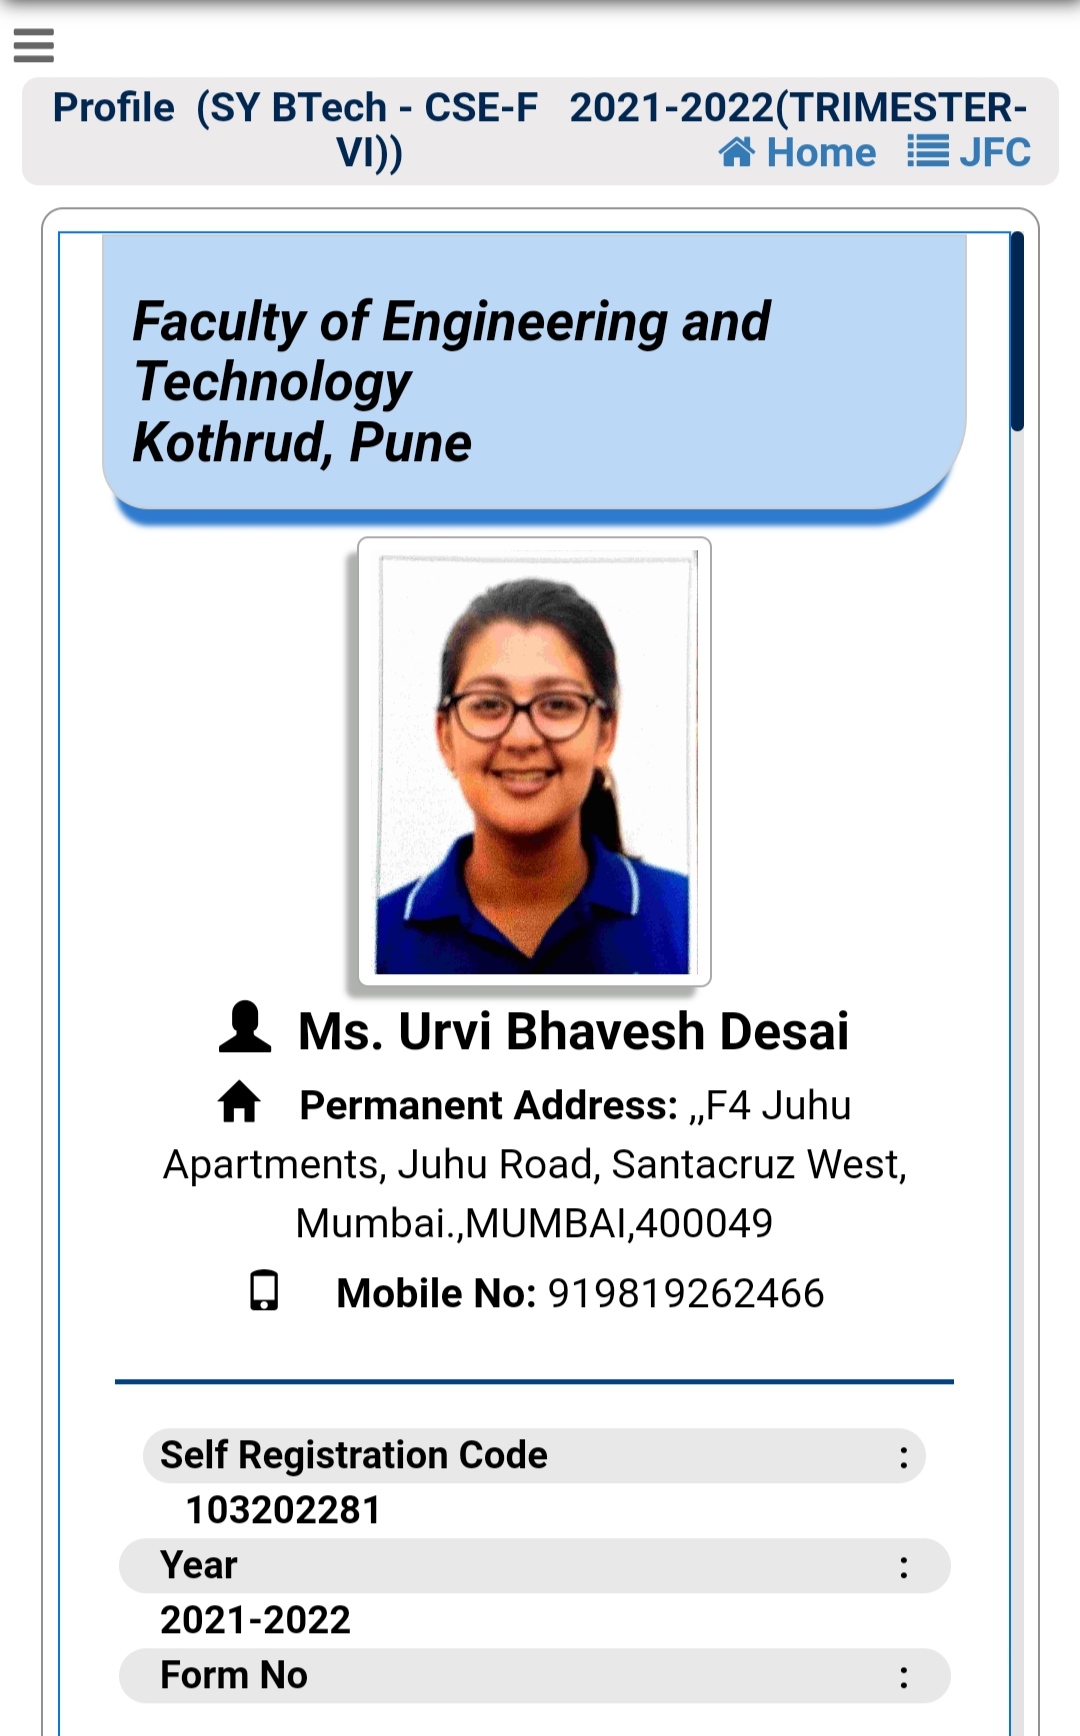 Profile  (SY BTech - CSE-F   2021-2022(TRIMESTER-
VI))   Home   JFC
Faculty of Engineering and
Technology
Kothrud, Pune
Ms. Urvi Bhavesh Desai
Permanent Address: ,,F4 Juhu
Apartments, Juhu Road, Santacruz West,
Mumbai.,MUMBAI,400049
Mobile No: 919819262466
Self Registration Code :
103202281
Year :
2021-2022
Form No :